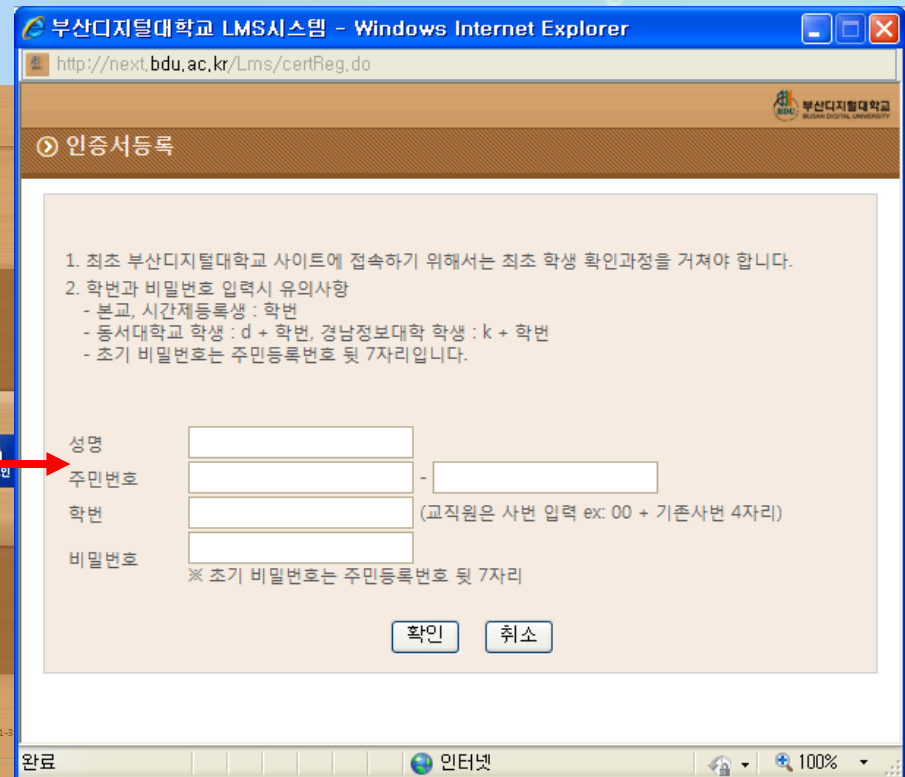 부산디지털대학교 LMS시스템 - Windows Internet Explorer
http://next.bdu.ac.kr/Lms/certReg.do
BDU 부산디지털대학교
BUSAN DIGITAL UNIVERSITY
인증서등록
1. 최초 부산디지털대학교 사이트에 접속하기 위해서는 최초 학생 확인과정을 거쳐야 합니다.
2. 학번과 비밀번호 입력시 유의사항
- 본교, 시간제등록생 : 학번
- 동서대학교 학생 : d + 학번, 경남정보대학 학생 : k + 학번
- 초기 비밀번호는 주민등록번호 뒷 7자리입니다.
성명
주민번호 -
학번 (교직원은 사번 입력 ex: 00 + 기존사번 4자리)
비밀번호
※ 초기 비밀번호는 주민등록번호 뒷 7자리
확인 취소
완료 인터넷 100%